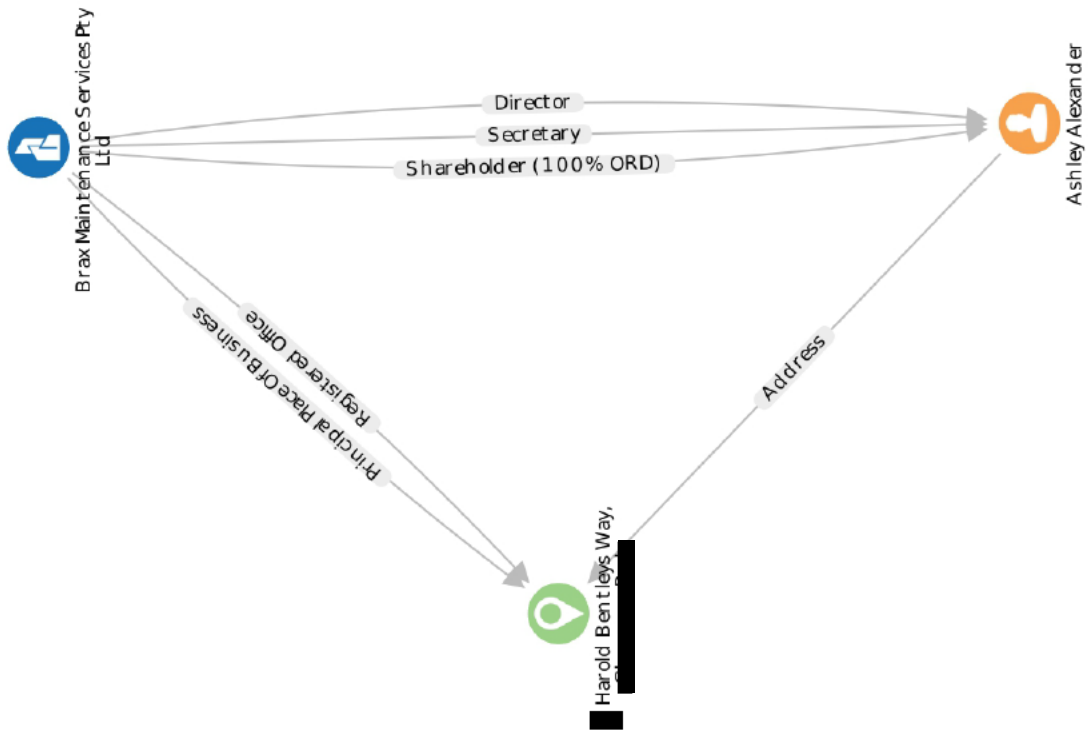 Brax Maintenance Services Pty
Ltd
Director
Secretary
Shareholder (100% ORD)
Ashley Alexander
Registered Office
Principal Place Of Business
Address
Harold Bentleys Way,